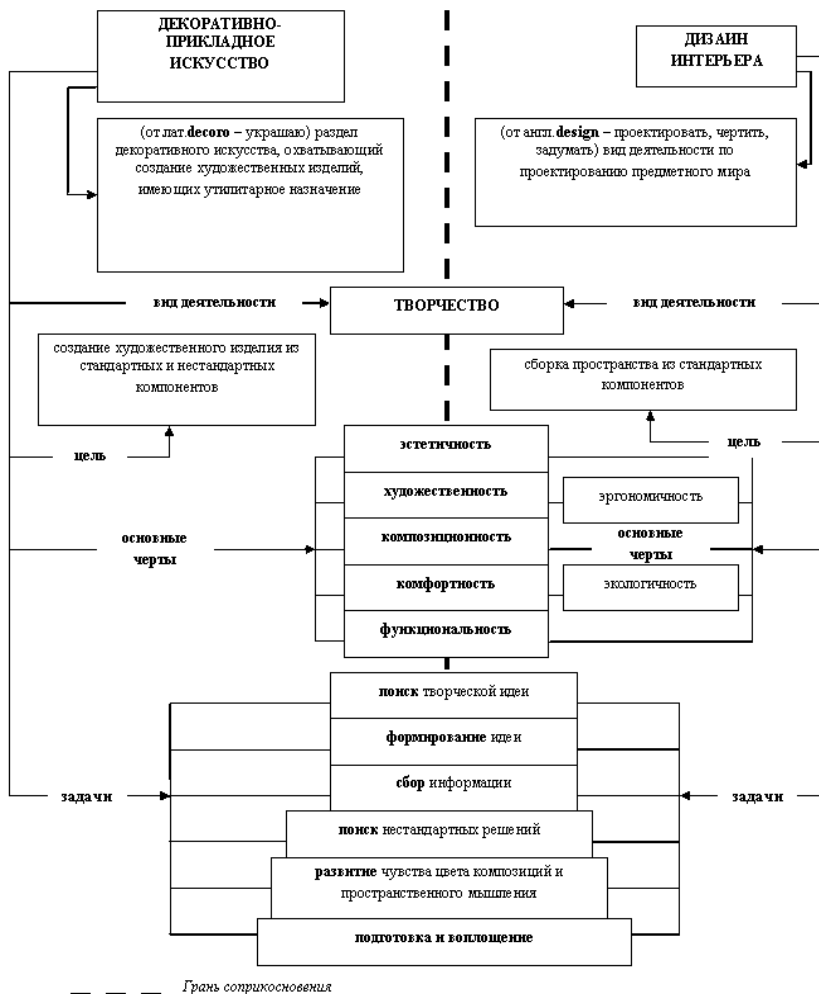 ДЕКОРАТИВНО-
ПРИКЛАДНОЕ
ИСКУССТВО
ДИЗАИН
ИНТЕРЬЕРА
(от лат.decoro – украшаю) раздел
декоративного искусства, охватывающий
создание художественных изделий,
имеющих утилитарное назначение
(от англ.design – проектировать, чертить,
задумать) вид деятельности по
проектированию предметного мира
вид деятельности
ТВОРЧЕСТВО
вид деятельности
создание художественного изделия из
стандартных и нестандартных
компонентов
сборка пространства из стандартных
компонентов
цель
цель
эстетичность
художественность
эргономичность
основные
черты
композиционность
основные
черты
комфортность
экологичность
функциональность
поиск творческой идеи
формирование идеи
задачи
сбор информации
задачи
поиск нестандартных решений
развитие чувства цвета композиций и
пространственного мышления
подготовка и воплощение
Грань соприкосновения